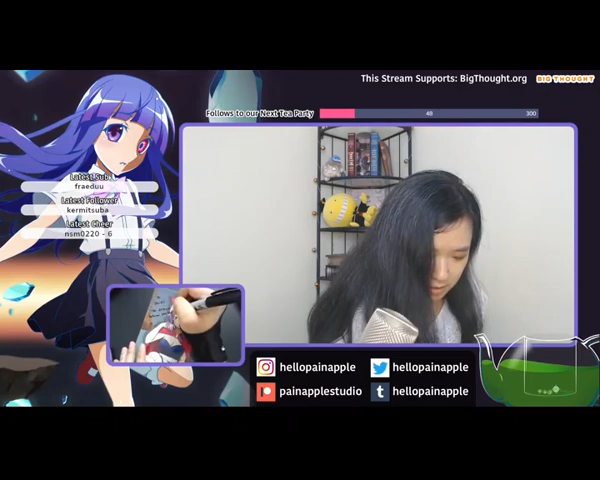 This Stream Supports: BigThought.org
BIG THOUGHT
Follows to our Next Tea Party
48
300
Latest Sub
fraeduu
Latest Follower
kermitsuba
Latest Cheer
nsm0220 - 6
hellopainapple
hellopainapple
painapplestudio
hellopainapple